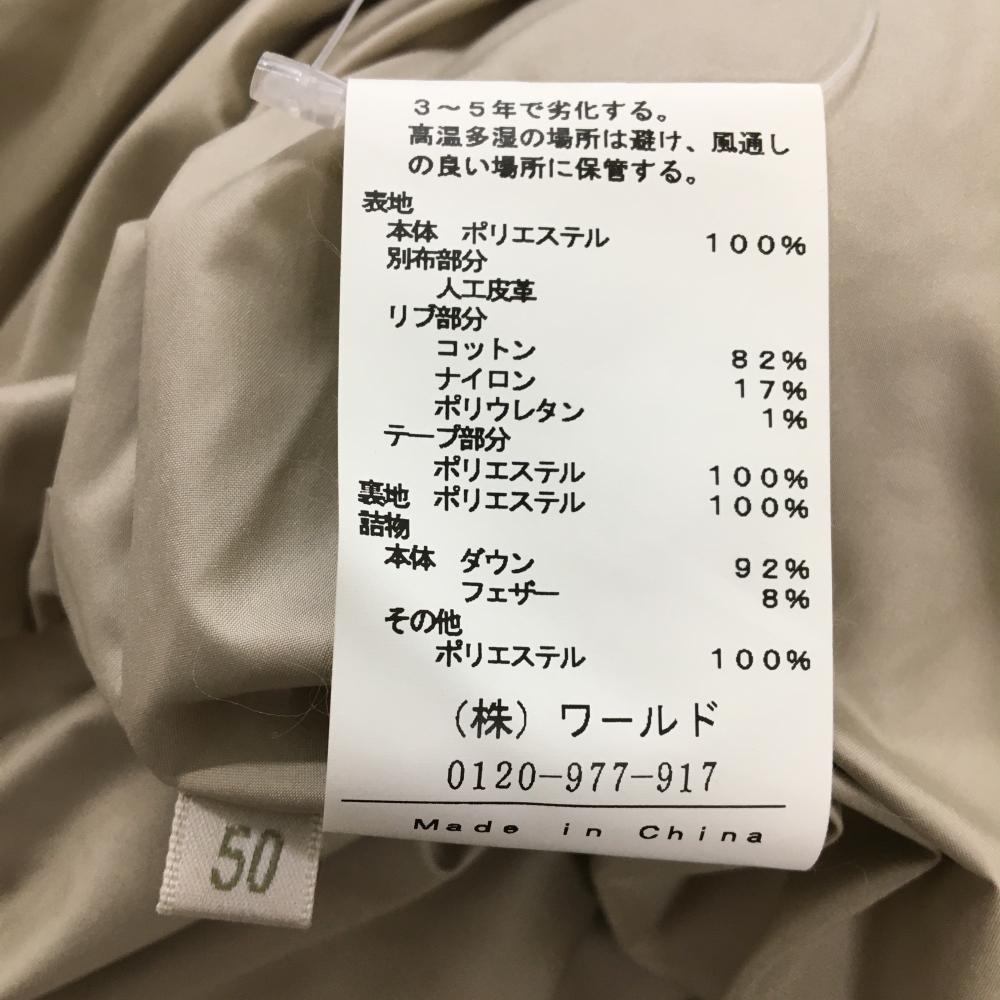 ３～５年で劣化する。
高温多湿の場所は避け、風通し
の良い場所に保管する。
表地
本体 ポリエステル １００％
別布部分
人工皮革
リブ部分
コットン ８２％
ナイロン １７％
ポリウレタン １％
テープ部分
ポリエステル １００％
裏地 ポリエステル １００％
詰物
本体 ダウン ９２％
フェザー ８％
その他
ポリエステル １００％
（株）ワールド
0120-977-917
Made in China
50